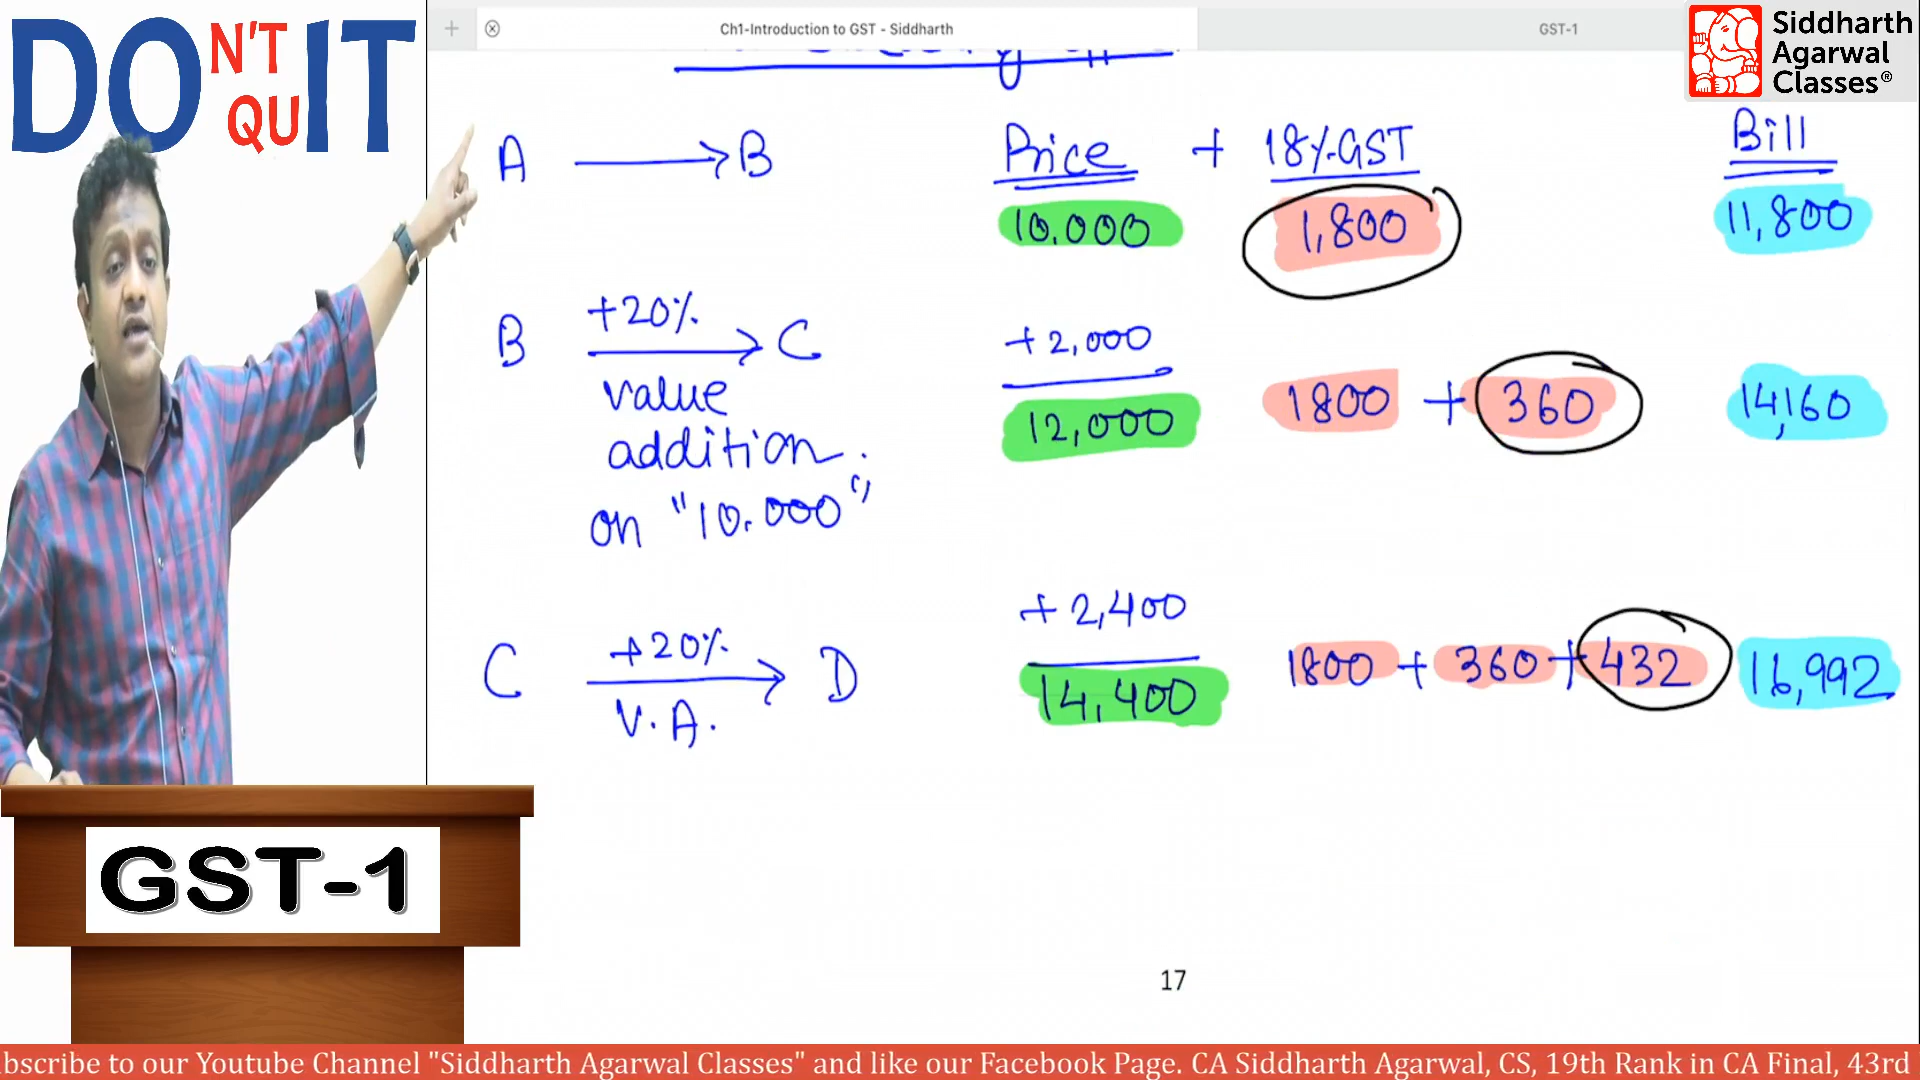 DON'T QUIT
Ch1-Introduction to GST - Siddharth
GST-1
Siddharth
Agarwal
Classes®
A → B
Price + 18% GST
Bill
10,000
1,800
11,800
B +20% → C
value
addition.
on "10,000"
+2,000
12,000
1800 + 360
14,160
C +20% → D
V.A.
+2,400
14,400
1800 + 360 + 432
16,992
GST-1
17
bscribe to our Youtube Channel "Siddharth Agarwal Classes" and like our Facebook Page. CA Siddharth Agarwal, CS, 19th Rank in CA Final, 43rd